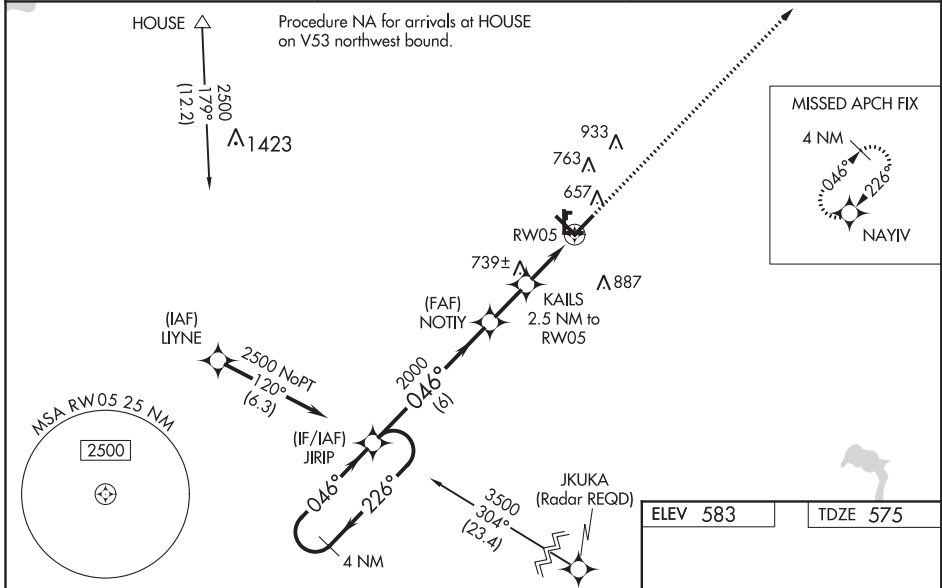 HOUSE
Procedure NA for arrivals at HOUSE
on V53 northwest bound.
2500
179°
(12.2)
1423
933
763
657
RW05
739±
887
KAILS
2.5 NM to
RW05
(FAF)
NOTIY
MISSED APCH FIX
4 NM
046°
226°
NAYIV
(IAF)
LIYNE
2500 NoPT
120°
(6.3)
2000
046°
(6)
(IF/IAF)
JIRIP
046°
226°
4 NM
MSA RW05 25 NM
2500
JKUKA
(Radar REQD)
3500
304°
(23.4)
ELEV 583
TDZE 575